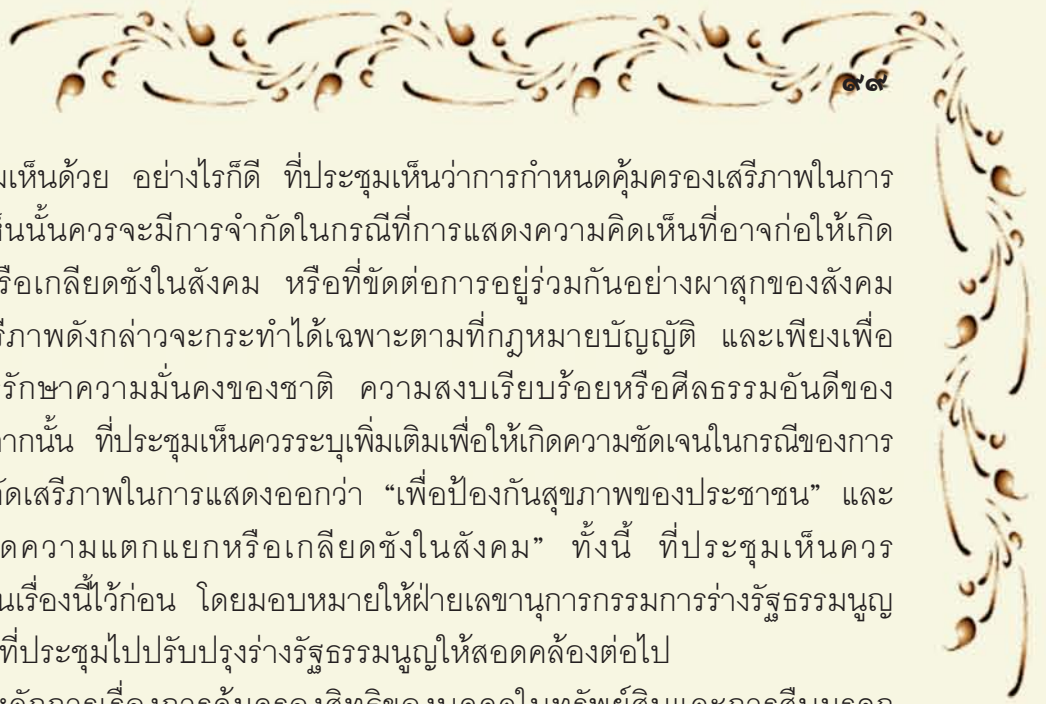 ๙๙
เห็นด้วย อย่างไรก็ดี ที่ประชุมเห็นว่าการกำหนดคุ้มครองเสรีภาพในการ
นั้นควรจะมีการจำกัดในกรณีที่การแสดงความคิดเห็นที่อาจก่อให้เกิด
หรือเกลียดชังในสังคม หรือที่ขัดต่อการอยู่ร่วมกันอย่างผาสุกของสังคม
ดังกล่าวจะกระทำได้เฉพาะตามที่กฎหมายบัญญัติ และเพียงเพื่อ
รักษาความมั่นคงของชาติ ความสงบเรียบร้อยหรือศีลธรรมอันดีของ
จากนั้น ที่ประชุมเห็นควรระบุเพิ่มเติมเพื่อให้เกิดความชัดเจนในกรณีของการ
เสรีภาพในการแสดงออกว่า “เพื่อป้องกันสุขภาพของประชาชน” และ
ความแตกแยกหรือเกลียดชังในสังคม” ทั้งนี้ ที่ประชุมเห็นควร
เรื่องนี้ไว้ก่อน โดยมอบหมายให้ฝ่ายเลขานุการกรรมการร่างรัฐธรรมนูญ
ที่ประชุมไปปรับปรุงร่างรัฐธรรมนูญให้สอดคล้องต่อไป